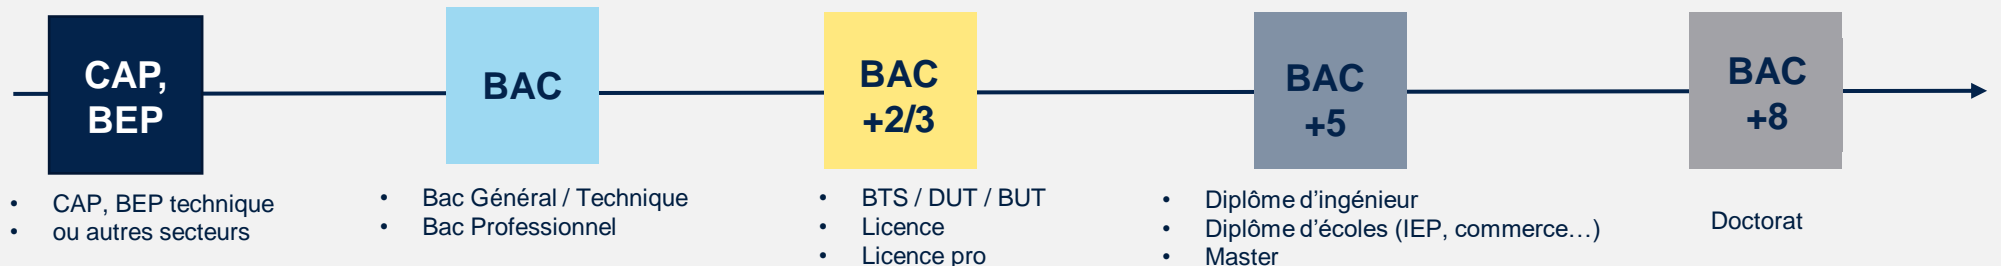 CAP,
BEP
BAC
BAC
+2/3
BAC
+5
BAC
+8
• CAP, BEP technique
• ou autres secteurs
• Bac Général / Technique
• Bac Professionnel
• BTS / DUT / BUT
• Licence
• Licence pro
• Diplôme d'ingénieur
• Diplôme d'écoles (IEP, commerce…)
• Master
Doctorat